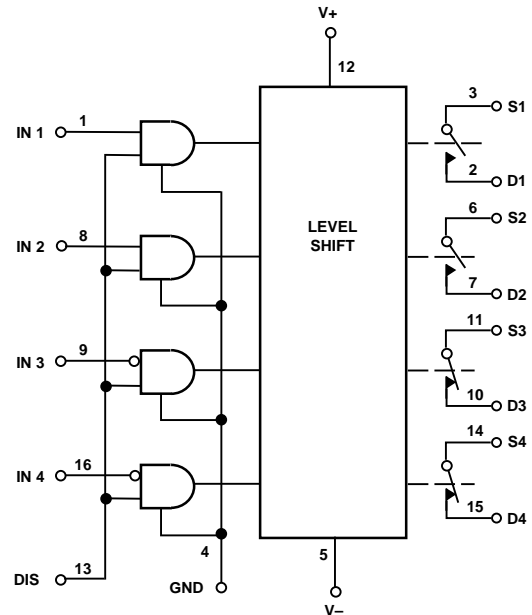 V+
12
3
S1
1
IN 1
2
D1
6
S2
8
IN 2
LEVEL
SHIFT
7
D2
11
S3
9
IN 3
10
D3
14
S4
16
IN 4
15
D4
4
5
13
DIS
GND
V–